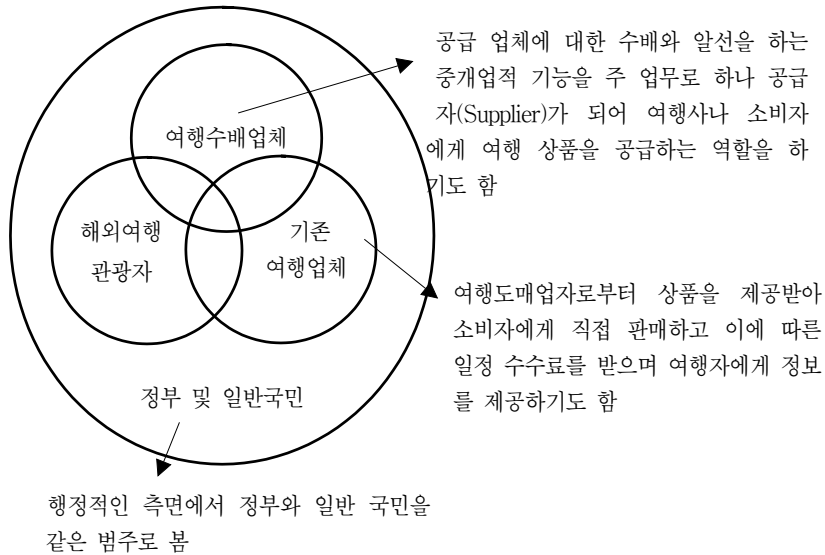 공급 업체에 대한 수배와 알선을 하는
중개업적 기능을 주 업무로 하나 공급
자(Supplier)가 되어 여행사나 소비자
에게 여행 상품을 공급하는 역할을 하
기도 함
여행수배업체
해외여행
관광자
기존
여행업체
여행도매업자로부터 상품을 제공받아
소비자에게 직접 판매하고 이에 따른
일정 수수료를 받으며 여행자에게 정보
를 제공하기도 함
정부 및 일반국민
행정적인 측면에서 정부와 일반 국민을
같은 범주로 봄